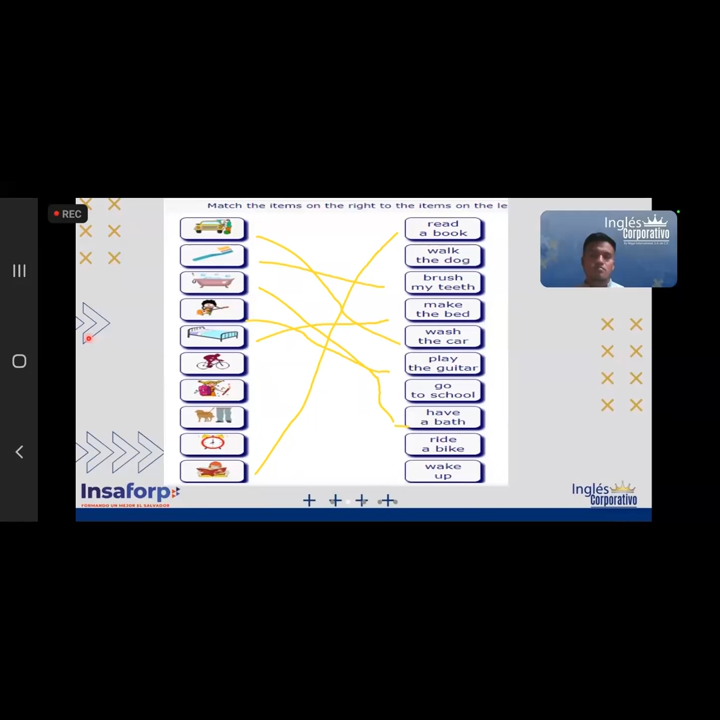 Match the items on the right to the items on the le
REC
Inglés
Corporativo
read
a book
walk
the dog
brush
my teeth
make
the bed
wash
the car
play
the guitar
go
to school
have
a bath
ride
a bike
wake
up
Insaforp
FORMANDO UN MEJOR EL SALVADOR
Inglés
Corporativo